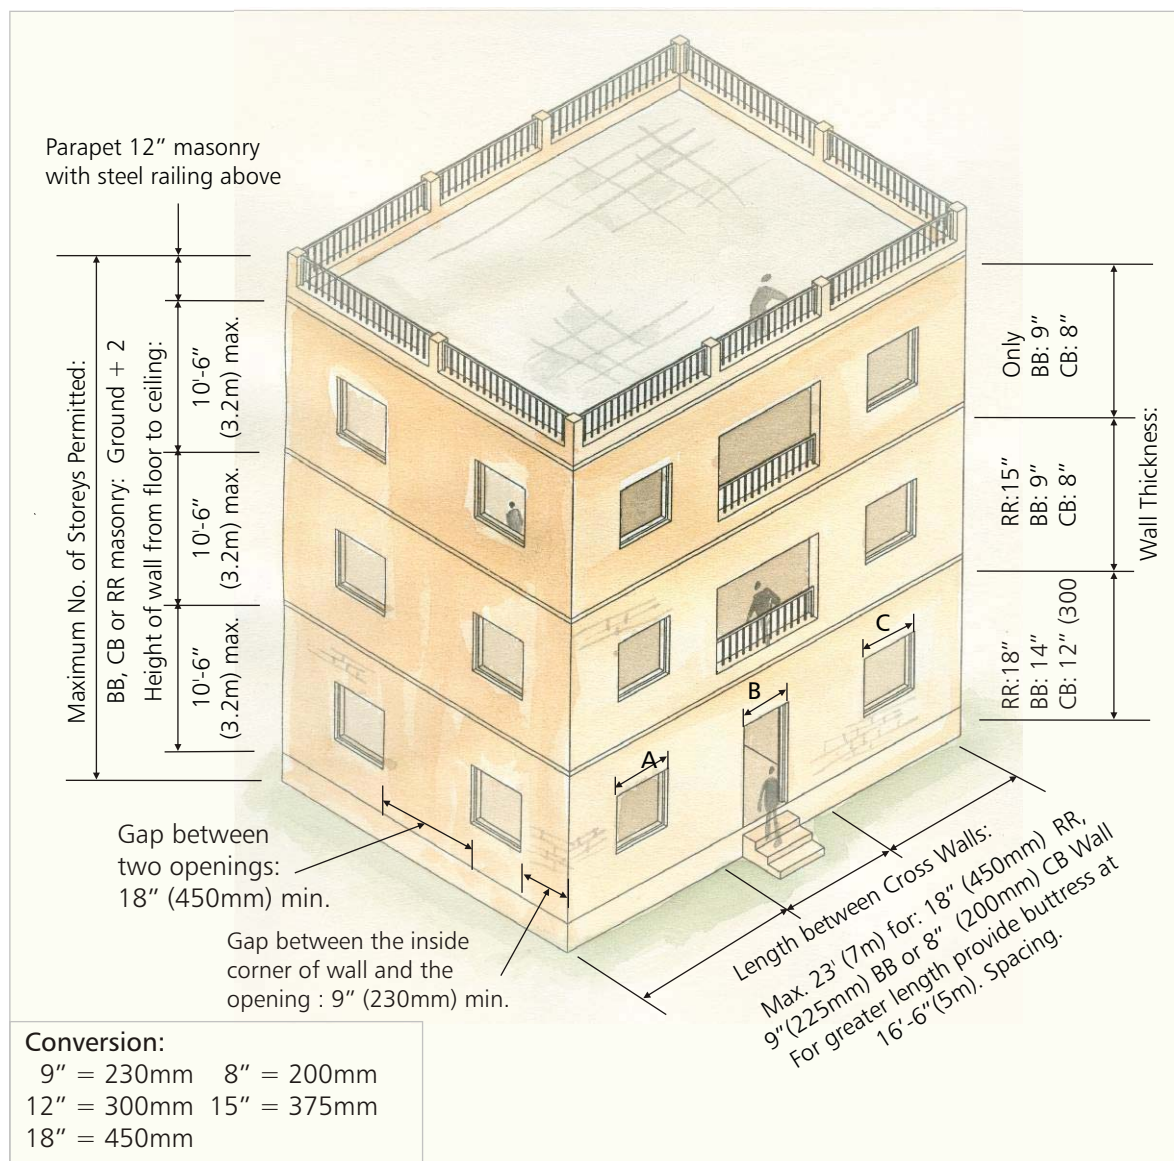 Parapet 12” masonry
with steel railing above
Maximum No. of Storeys Permitted:
BB, CB or RR masonry: Ground + 2
Height of wall from floor to ceiling:
10’-6”
(3.2m) max.
10’-6”
(3.2m) max.
10’-6”
(3.2m) max.
Only
BB: 9”
CB: 8”
RR:15”
BB: 9”
CB: 8”
RR:18”
BB: 14”
CB: 12” (300
Wall Thickness:
A
B
C
Gap between
two openings:
18” (450mm) min.
Gap between the inside
corner of wall and the
opening : 9” (230mm) min.
Length between Cross Walls:
Max. 23' (7m) for: 18” (450mm) RR,
9”(225mm) BB or 8” (200mm) CB Wall
For greater length provide buttress at
16’-6”(5m). Spacing.
Conversion:
9” = 230mm 8” = 200mm
12” = 300mm 15” = 375mm
18” = 450mm